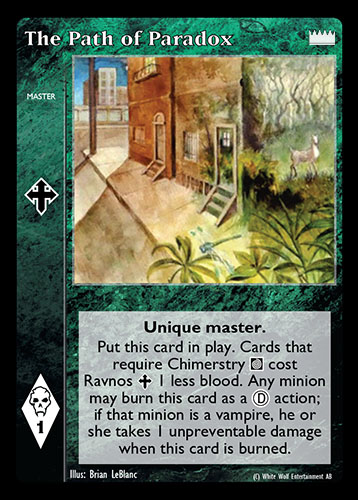 The Path of Paradox
MASTER
Unique master.
Put this card in play. Cards that
require Chimerstry cost
Ravnos 1 less blood. Any minion
may burn this card as a D action;
if that minion is a vampire, he or
she takes 1 unpreventable damage
when this card is burned.
1
Illus: Brian LeBlanc
(C) White Wolf Entertainment AB